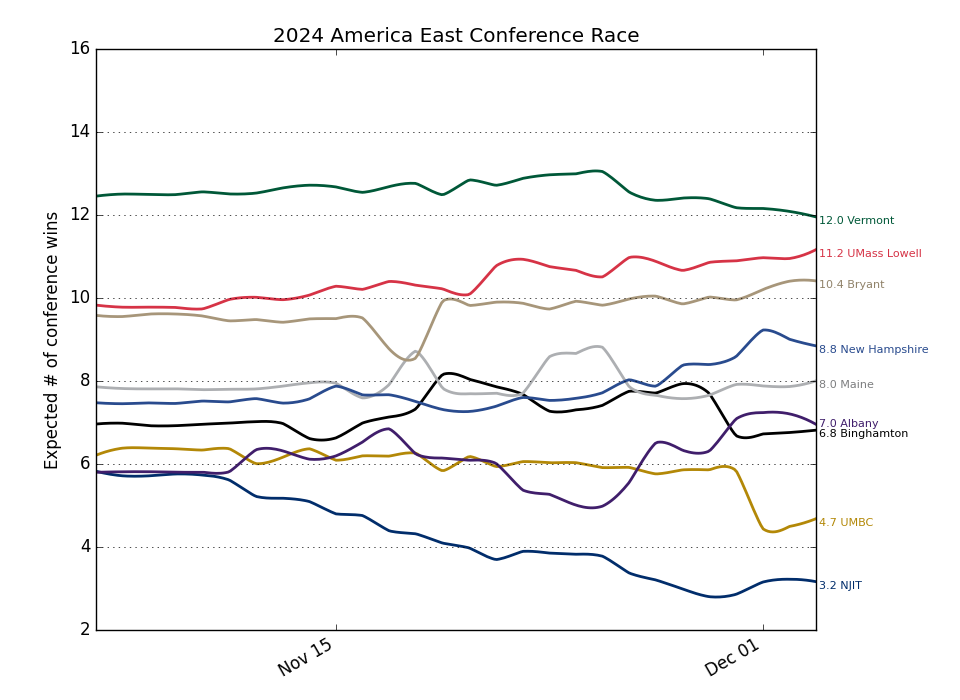 2024 America East Conference Race
Expected # of conference wins
16
14
12
10
8
6
4
2
12.0 Vermont
11.2 UMass Lowell
10.4 Bryant
8.8 New Hampshire
8.0 Maine
7.0 Albany
6.8 Binghamton
4.7 UMBC
3.2 NJIT
Nov 15
Dec 01